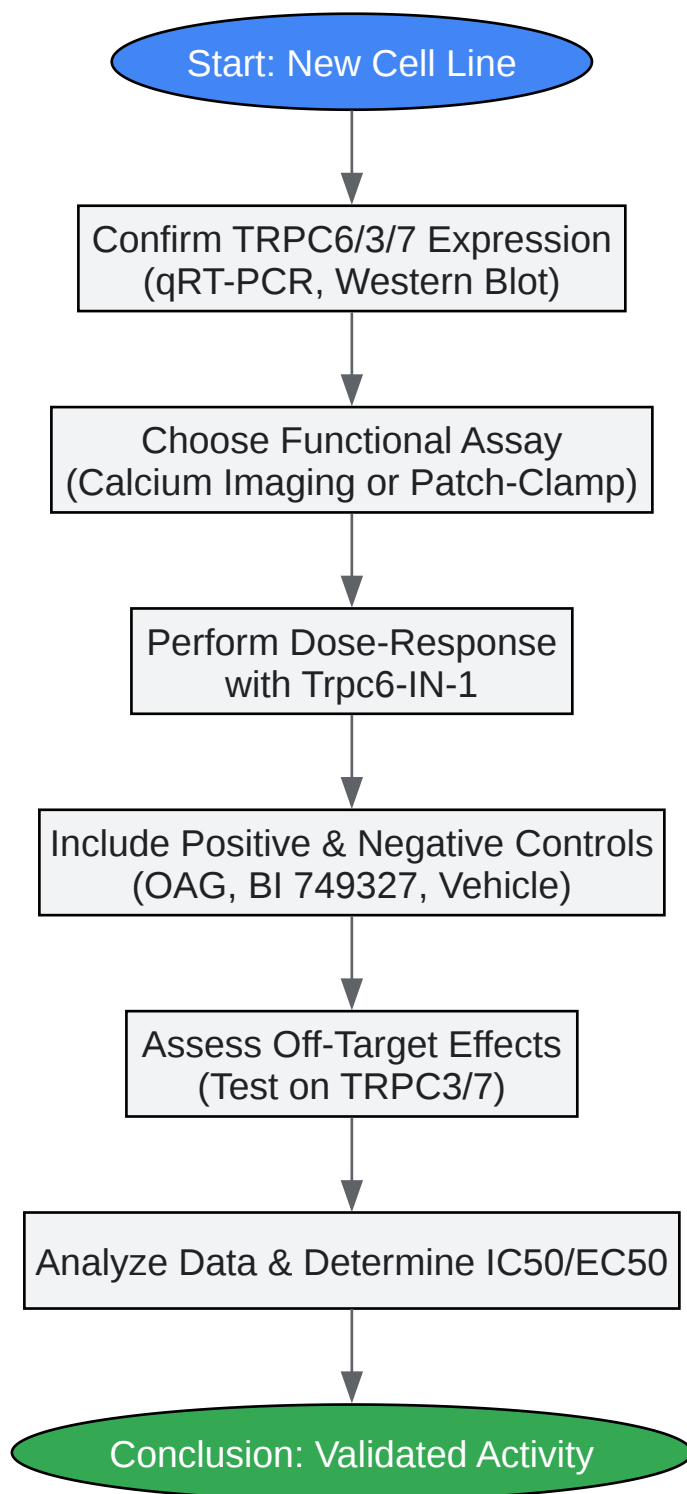 Start: New Cell Line
Confirm TRPC6/3/7 Expression
(qRT-PCR, Western Blot)
Choose Functional Assay
(Calcium Imaging or Patch-Clamp)
Perform Dose-Response
with Trpc6-IN-1
Include Positive & Negative Controls
(OAG, BI 749327, Vehicle)
Assess Off-Target Effects
(Test on TRPC3/7)
Analyze Data & Determine IC50/EC50
Conclusion: Validated Activity